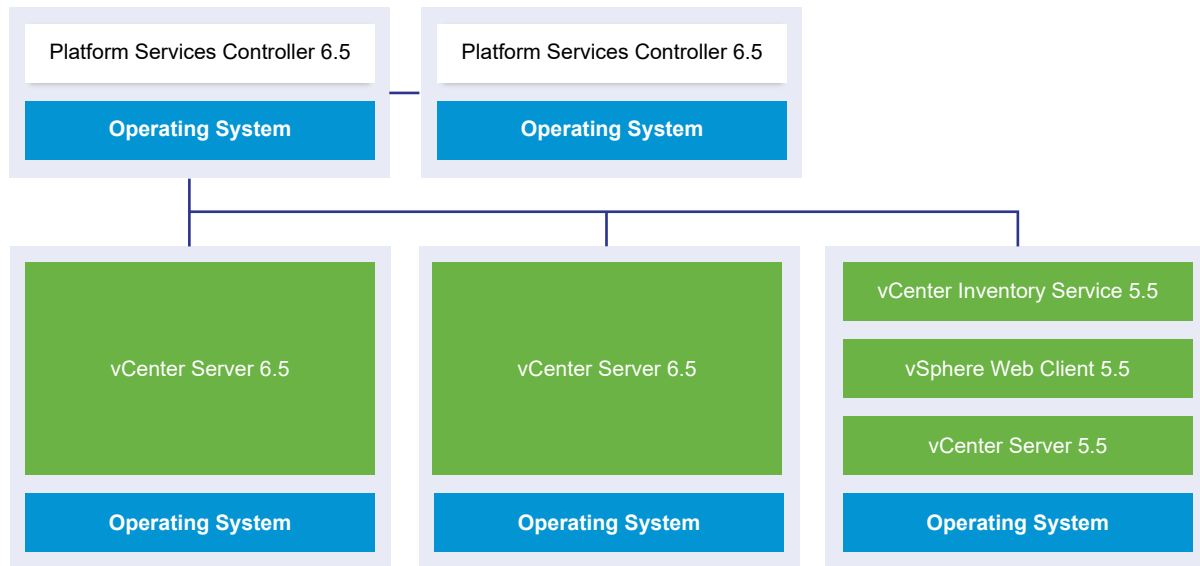 Platform Services Controller 6.5
Operating System
Platform Services Controller 6.5
Operating System
vCenter Server 6.5
Operating System
vCenter Server 6.5
Operating System
vCenter Inventory Service 5.5
vSphere Web Client 5.5
vCenter Server 5.5
Operating System